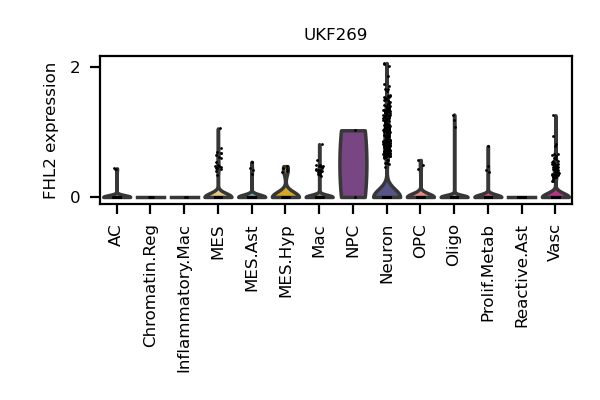 UKF269
FHL2 expression
2
0
AC
Chromatin.Reg
Inflammatory.Mac
MES
MES.Ast
MES.Hyp
Mac
NPC
Neuron
OPC
Oligo
Prolif.Metab
Reactive.Ast
Vasc